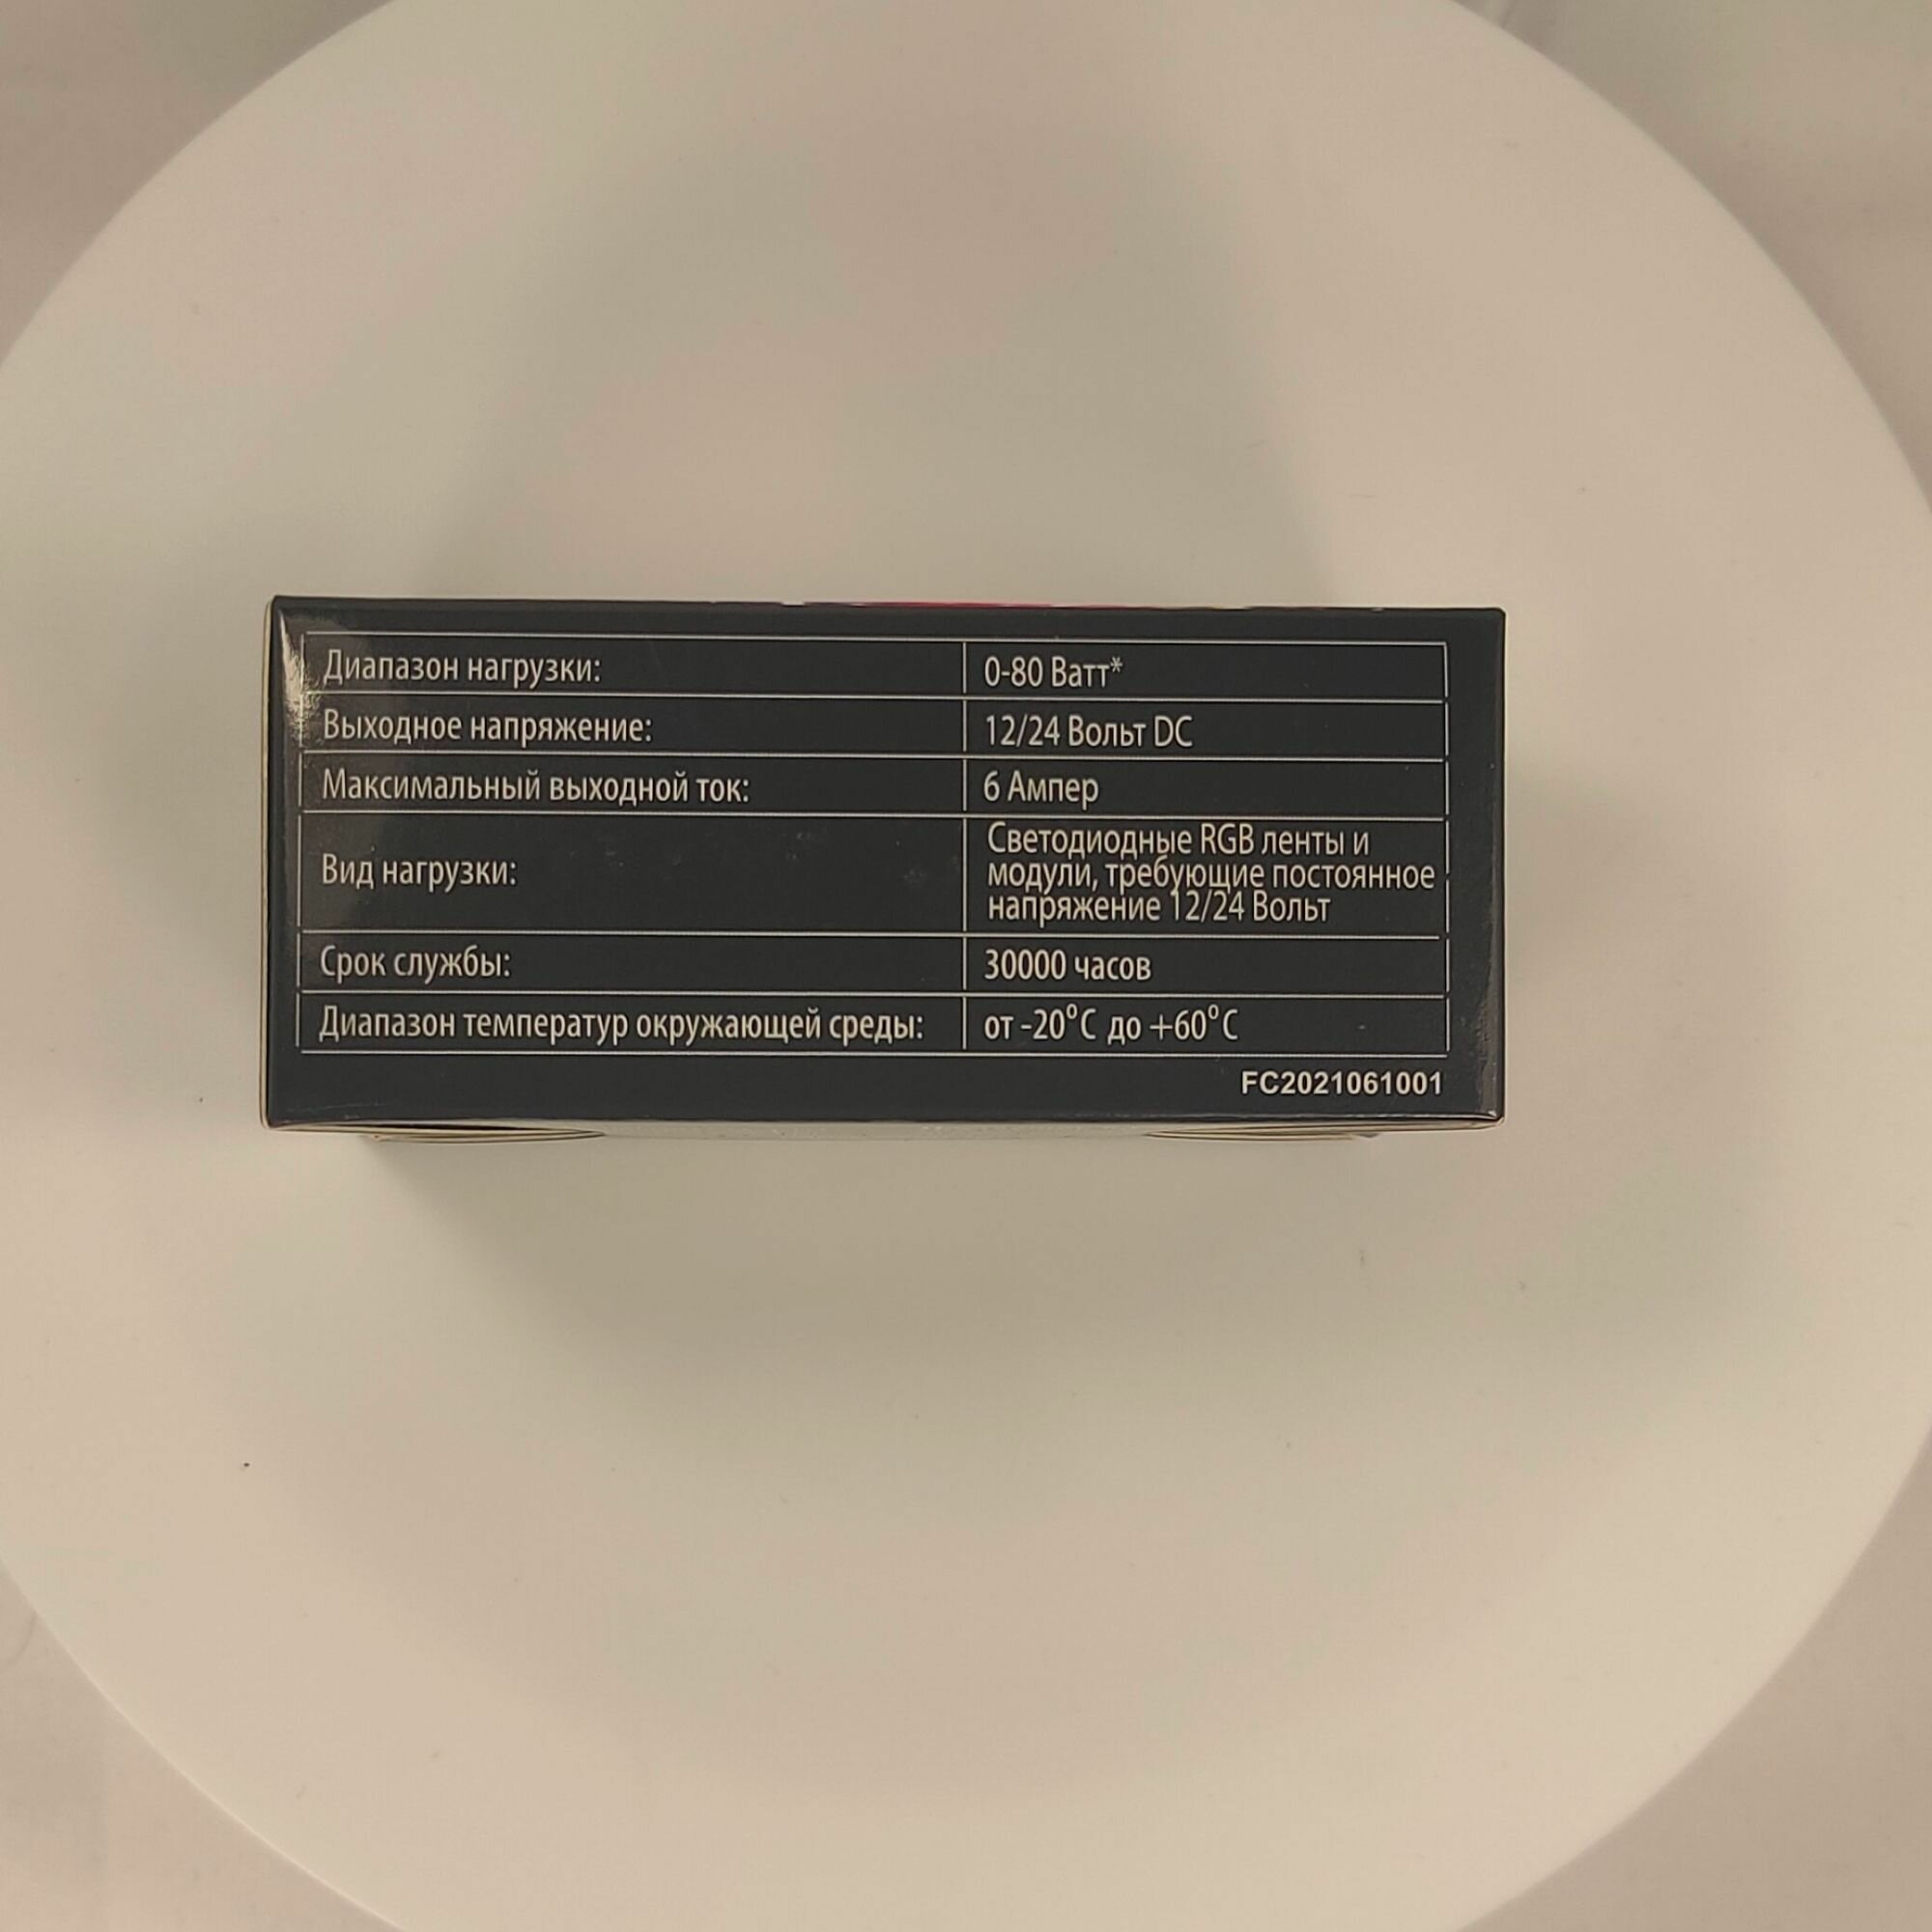 Диапазон нагрузки: 0-80 Ватт*
Выходное напряжение: 12/24 Вольт DC
Максимальный выходной ток: 6 Ампер
Вид нагрузки: Светодиодные RGB ленты и
модули, требующие постоянное
напряжение 12/24 Вольт
Срок службы: 30000 часов
Диапазон температур окружающей среды: от -20°C до +60°C
FC2021061001